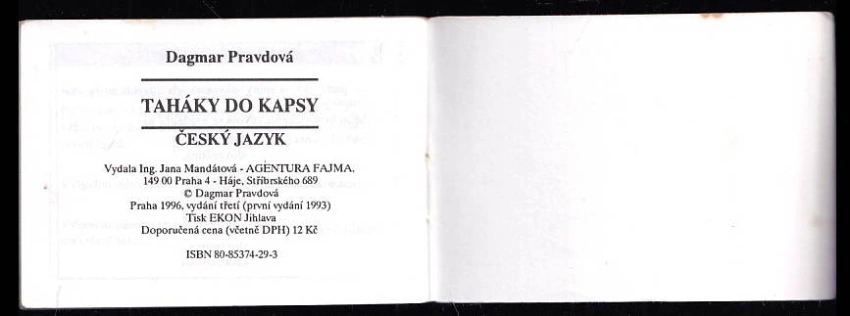 Dagmar Pravdová
TAHÁKY DO KAPSY
ČESKÝ JAZYK
Vydala Ing. Jana Mandátová - AGENTURA FAJMA,
149 00 Praha 4 - Háje, Stříbrského 689
© Dagmar Pravdová
Praha 1996, vydání třetí (první vydání 1993)
Tisk EKON Jihlava
Doporučená cena (včetně DPH) 12 Kč
ISBN 80-85374-29-3